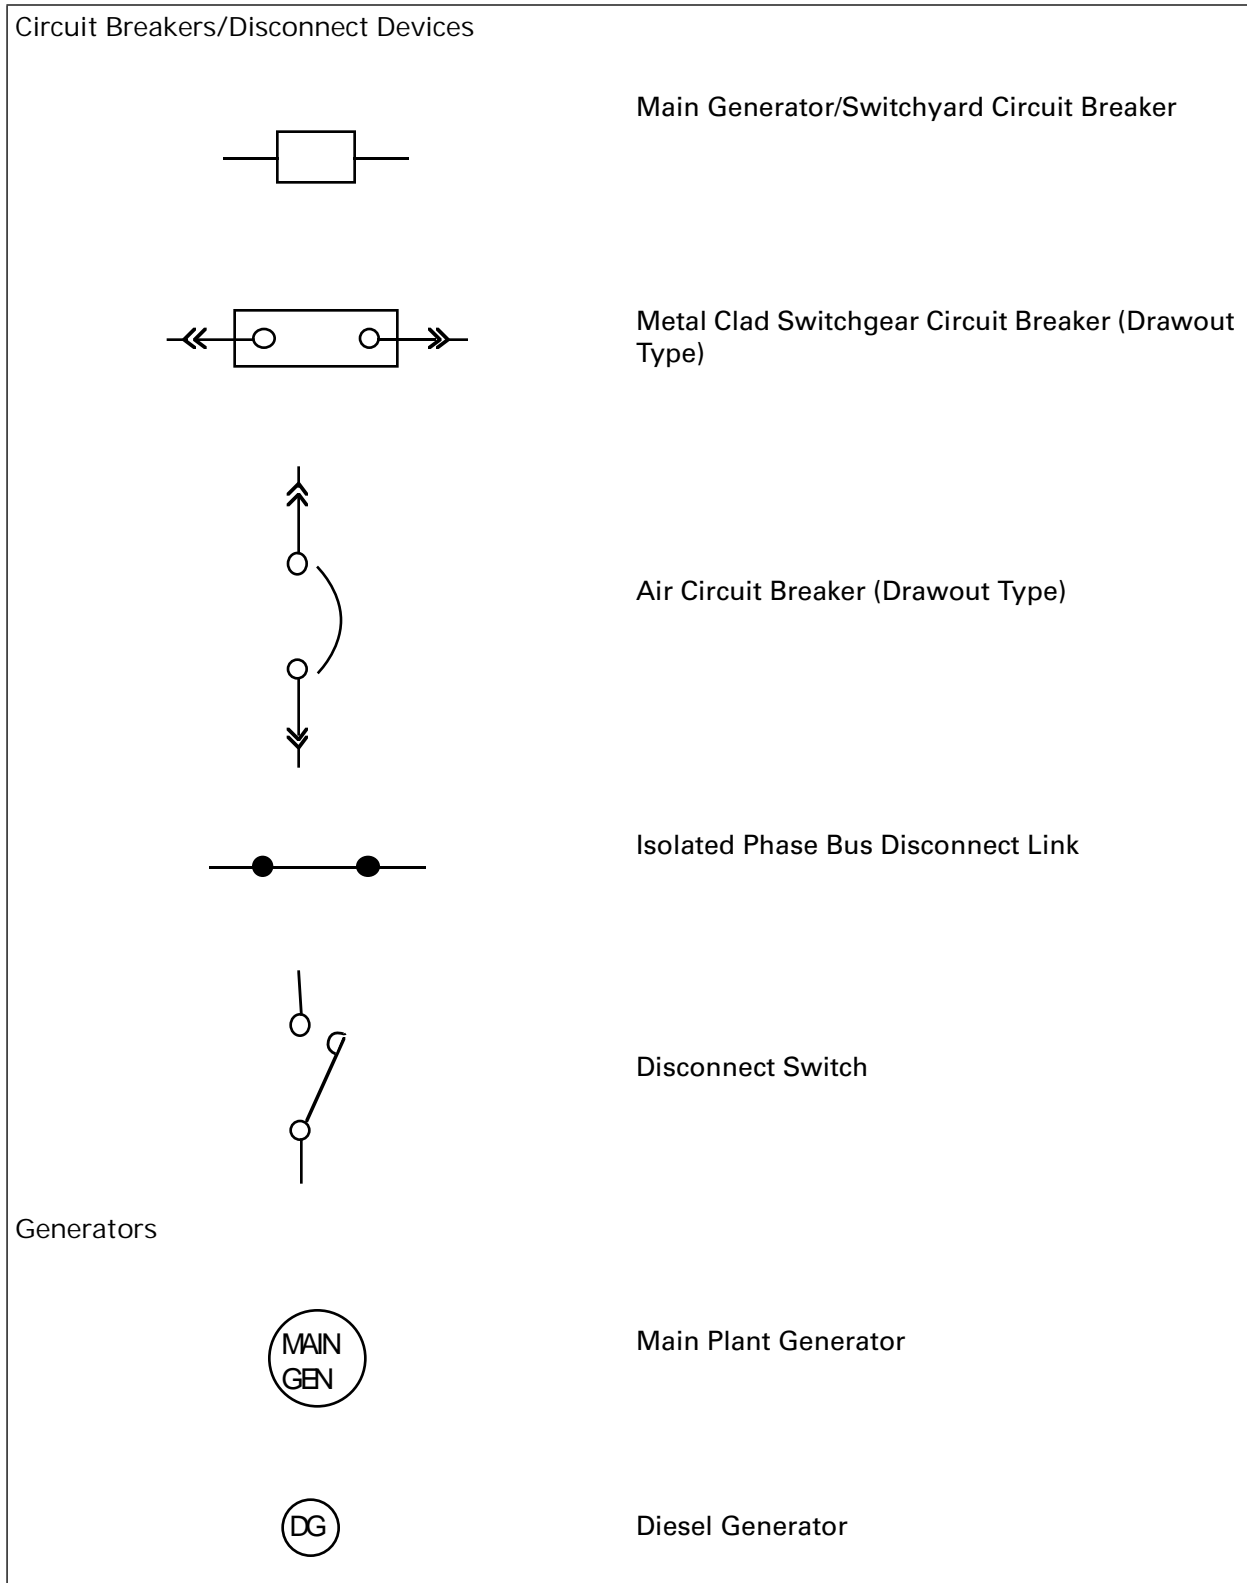 Circuit Breakers/Disconnect Devices
Main Generator/Switchyard Circuit Breaker
Metal Clad Switchgear Circuit Breaker (Drawout
Type)
Air Circuit Breaker (Drawout Type)
Isolated Phase Bus Disconnect Link
Disconnect Switch
Generators
MAIN
GEN
Main Plant Generator
DG
Diesel Generator